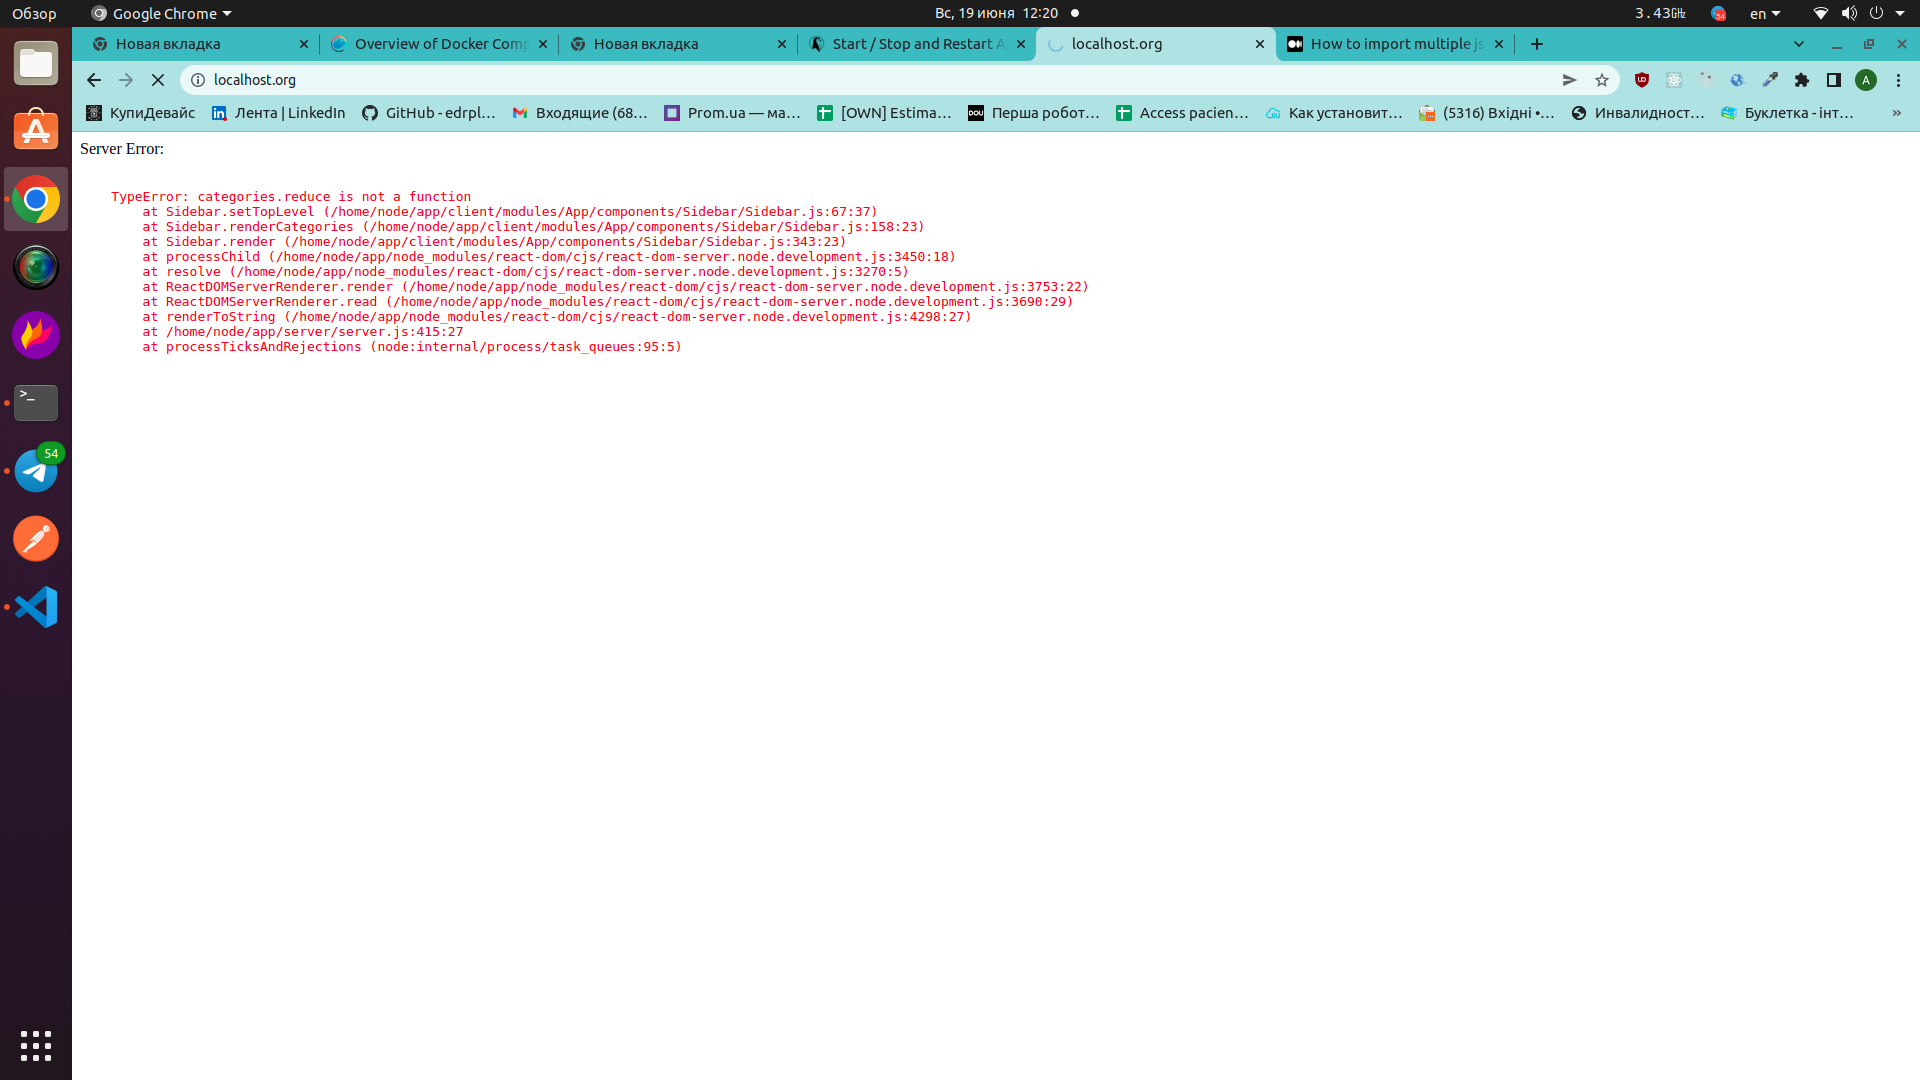 Обзор
Google Chrome
Вс, 19 июня 12:20
3.43GHz
54
en
Новая вкладка
Overview of Docker Comp
Новая вкладка
Start / Stop and Restart A
localhost.org
How to import multiple js
localhost.org
A
КупиДевайс
Лента | LinkedIn
GitHub - edrpl…
Входящие (68…
Prom.ua — ма…
[OWN] Estima…
DOU
Перша робот…
Access pacien…
Как установит…
(5316) Вхідні •…
Инвалидност…
Буклетка - інт…
»
Server Error:
TypeError: categories.reduce is not a function
at Sidebar.setTopLevel (/home/node/app/client/modules/App/components/Sidebar/Sidebar.js:67:37)
at Sidebar.renderCategories (/home/node/app/client/modules/App/components/Sidebar/Sidebar.js:158:23)
at Sidebar.render (/home/node/app/client/modules/App/components/Sidebar/Sidebar.js:343:23)
at processChild (/home/node/app/node_modules/react-dom/cjs/react-dom-server.node.development.js:3450:18)
at resolve (/home/node/app/node_modules/react-dom/cjs/react-dom-server.node.development.js:3270:5)
at ReactDOMServerRenderer.render (/home/node/app/node_modules/react-dom/cjs/react-dom-server.node.development.js:3753:22)
at ReactDOMServerRenderer.read (/home/node/app/node_modules/react-dom/cjs/react-dom-server.node.development.js:3690:29)
at renderToString (/home/node/app/node_modules/react-dom/cjs/react-dom-server.node.development.js:4298:27)
at /home/node/app/server/server.js:415:27
at processTicksAndRejections (node:internal/process/task_queues:95:5)
>_
54